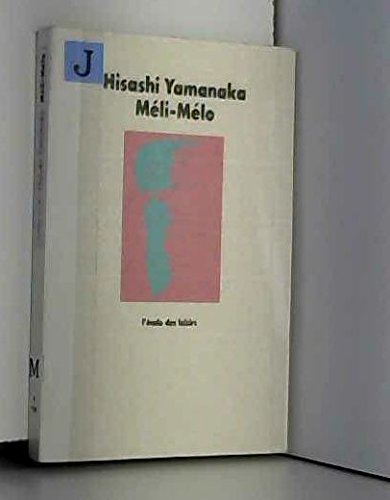 J
Hisashi Yamanaka
Méli-Mélo
l'école des loisirs
M